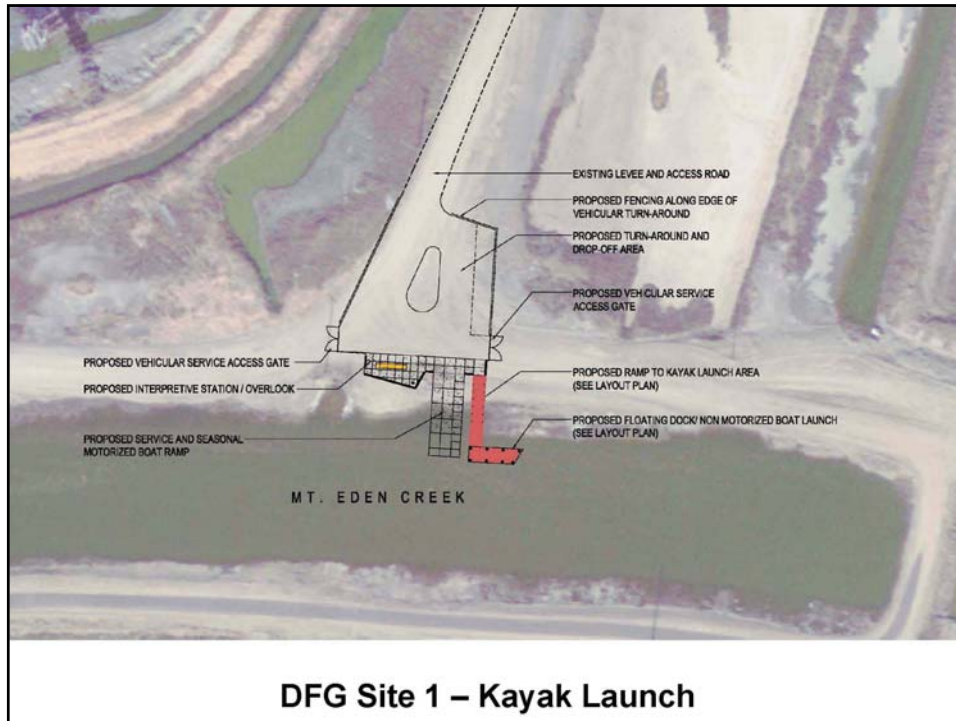 EXISTING LEVEE AND ACCESS ROAD
PROPOSED FENCING ALONG EDGE OF
VEHICULAR TURN-AROUND
PROPOSED TURN-AROUND AND
DROP-OFF AREA
PROPOSED VEHICULAR SERVICE
ACCESS GATE
PROPOSED VEHICULAR SERVICE ACCESS GATE
PROPOSED INTERPRETIVE STATION / OVERLOOK
PROPOSED RAMP TO KAYAK LAUNCH AREA
(SEE LAYOUT PLAN)
PROPOSED FLOATING DOCK/ NON MOTORIZED BOAT LAUNCH
(SEE LAYOUT PLAN)
PROPOSED SERVICE AND SEASONAL
MOTORIZED BOAT RAMP
MT. EDEN CREEK
DFG Site 1 – Kayak Launch